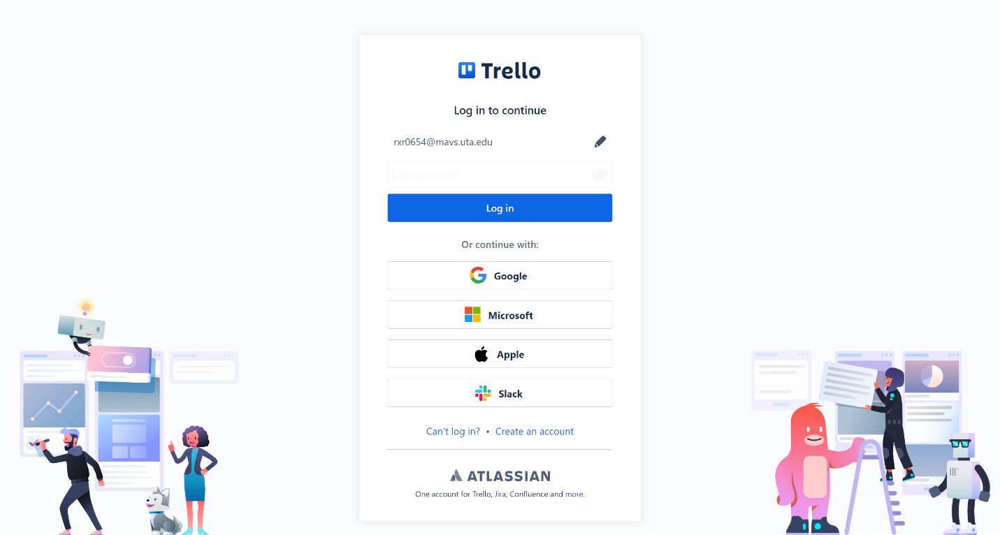 Trello
Log in to continue
rxr0654@mavs.uta.edu
Enter password
Log in
Or continue with:
Google
Microsoft
Apple
Slack
Can't log in? • Create an account
ATLASSIAN
One account for Trello, Jira, Confluence and more.